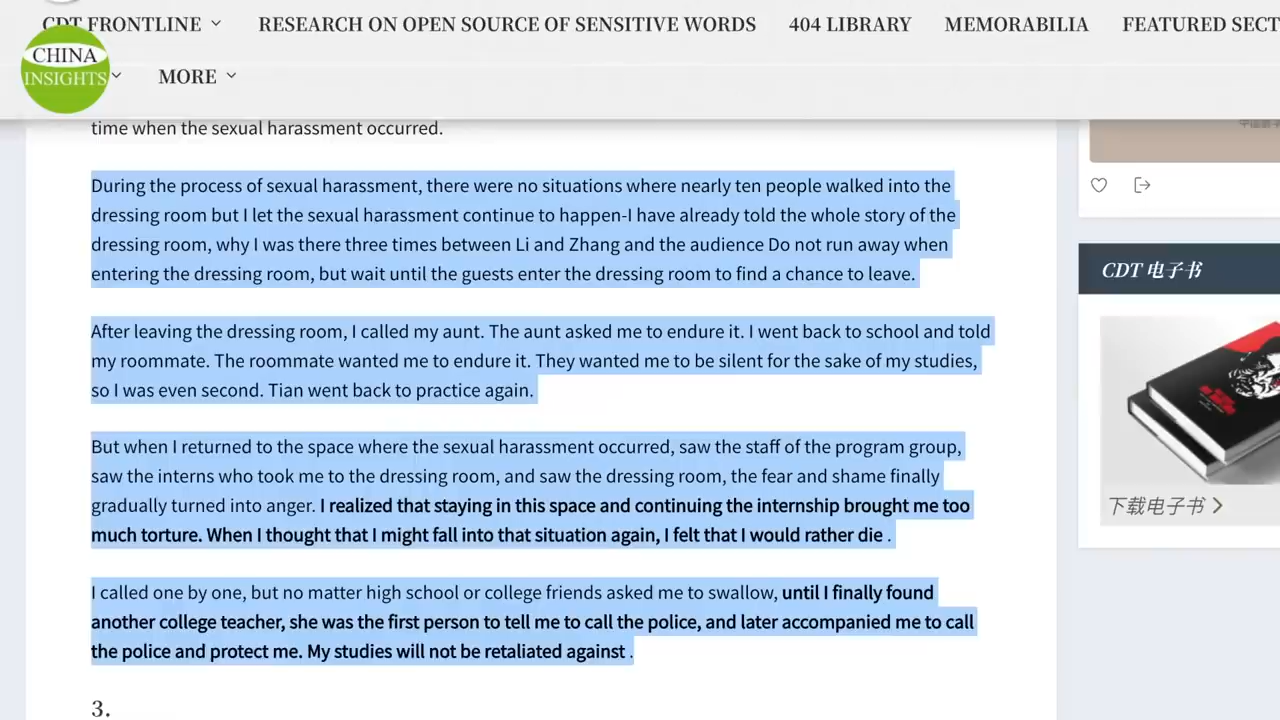 CDT FRONTLINE
RESEARCH ON OPEN SOURCE OF SENSITIVE WORDS
404 LIBRARY
MEMORABILIA
FEATURED SECT
CHINA
INSIGHTS
MORE
time when the sexual harassment occurred.
During the process of sexual harassment, there were no situations where nearly ten people walked into the
dressing room but I let the sexual harassment continue to happen-I have already told the whole story of the
dressing room, why I was there three times between Li and Zhang and the audience Do not run away when
entering the dressing room, but wait until the guests enter the dressing room to find a chance to leave.
After leaving the dressing room, I called my aunt. The aunt asked me to endure it. I went back to school and told
my roommate. The roommate wanted me to endure it. They wanted me to be silent for the sake of my studies,
so I was even second. Tian went back to practice again.
But when I returned to the space where the sexual harassment occurred, saw the staff of the program group,
saw the interns who took me to the dressing room, and saw the dressing room, the fear and shame finally
gradually turned into anger. I realized that staying in this space and continuing the internship brought me too
much torture. When I thought that I might fall into that situation again, I felt that I would rather die .
I called one by one, but no matter high school or college friends asked me to swallow, until I finally found
another college teacher, she was the first person to tell me to call the police, and later accompanied me to call
the police and protect me. My studies will not be retaliated against .
3.
CDT 电子书
下载电子书